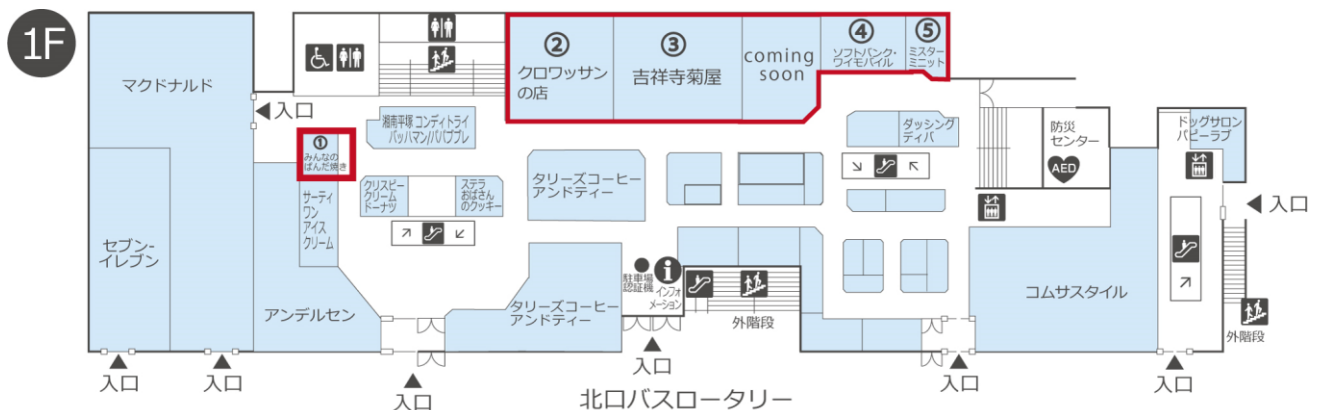 1F
マクドナルド
セブン-
イレブン
入口
①
みんなの
ぱんだ焼き
サーティ
ワン
アイス
クリーム
アンデルセン
湘南平塚 コンディトライ
バッハマン/パパブブレ
クリスピー
クリーム
ドーナツ
ステラ
おばさん
のクッキー
②
クロワッサン
の店
③
吉祥寺菊屋
coming
soon
④
ソフトバンク・
ワイモバイル
⑤
ミスター
ミニット
タリーズコーヒー
アンドティー
タリーズコーヒー
アンドティー
駐車場
認証機
i
インフォ
メーション
外階段
ダッシング
ディバ
防災
センター
AED
ドッグサロン
パピーラブ
入口
コムサスタイル
外階段
入口
入口
入口
入口
入口
入口
北口バスロータリー